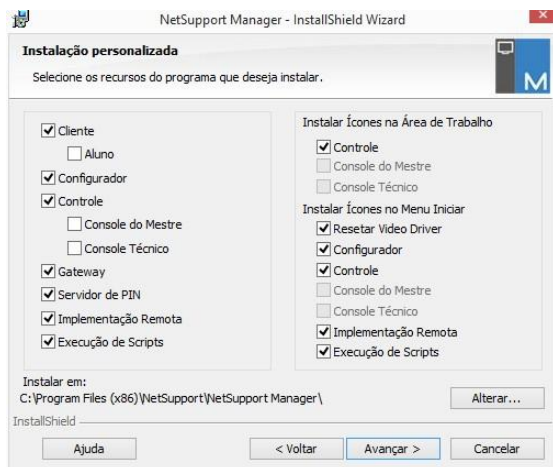 NetSupport Manager - InstallShield Wizard
Instalação personalizada
Selecione os recursos do programa que deseja instalar.
M
Cliente
Aluno
Configurador
Controle
Console do Mestre
Console Técnico
Gateway
Servidor de PIN
Implementação Remota
Execução de Scripts
Instalar Ícones na Área de Trabalho
Controle
Console do Mestre
Console Técnico
Instalar Ícones no Menu Iniciar
Resetar Video Driver
Configurador
Controle
Console do Mestre
Console Técnico
Implementação Remota
Execução de Scripts
Instalar em:
C:\Program Files (x86)\NetSupport\NetSupport Manager\
Alterar...
InstallShield
Ajuda
< Voltar
Avançar >
Cancelar